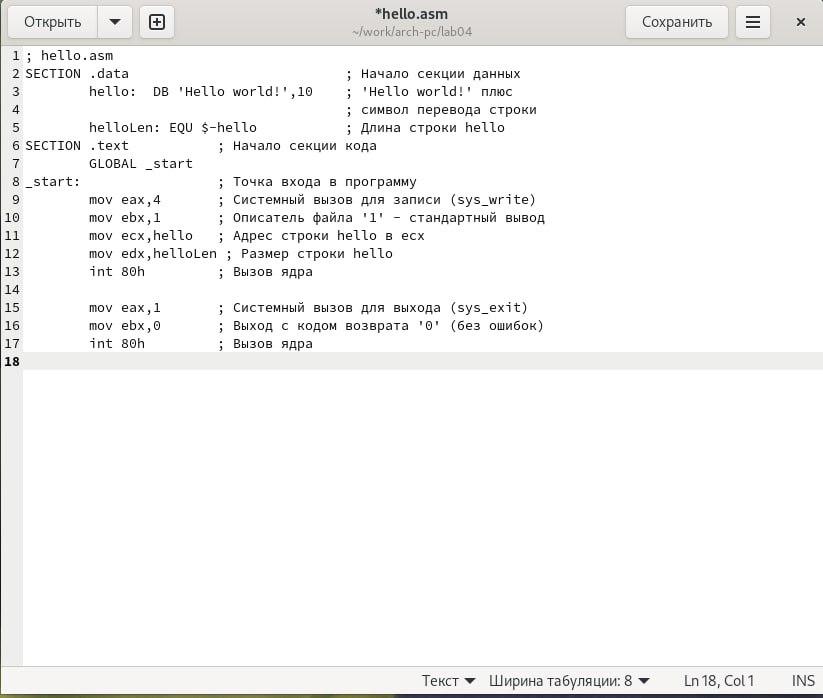 Открыть
*hello.asm
~/work/arch-pc/lab04
Сохранить
1 ; hello.asm
2 SECTION .data ; Начало секции данных
3 hello: DB 'Hello world!',10 ; 'Hello world!' плюс
4 ; символ перевода строки
5 helloLen: EQU $-hello ; Длина строки hello
6 SECTION .text ; Начало секции кода
7 GLOBAL _start
8 _start: ; Точка входа в программу
9 mov eax,4 ; Системный вызов для записи (sys_write)
10 mov ebx,1 ; Описатель файла '1' - стандартный вывод
11 mov ecx,hello ; Адрес строки hello в ecx
12 mov edx,helloLen ; Размер строки hello
13 int 80h ; Вызов ядра
14
15 mov eax,1 ; Системный вызов для выхода (sys_exit)
16 mov ebx,0 ; Выход с кодом возврата '0' (без ошибок)
17 int 80h ; Вызов ядра
18
Текст Ширина табуляции: 8 Ln 18, Col 1 INS